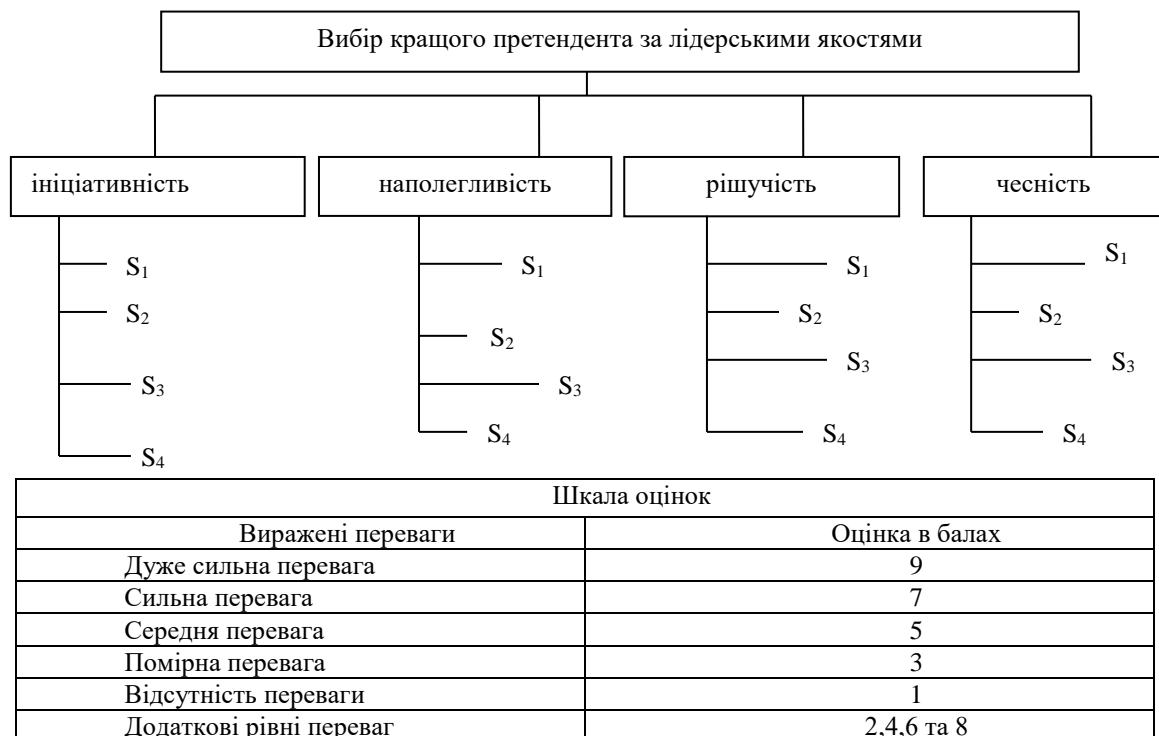 Вибір кращого претендента за лідерськими якостями
ініціативність наполегливість рішучість чесність
S₁ S₁ S₁ S₁
S₂ S₂ S₂ S₂
S₃ S₃ S₃ S₃
S₄ S₄ S₄ S₄
Шкала оцінок
Виражені переваги Оцінка в балах
Дуже сильна перевага 9
Сильна перевага 7
Середня перевага 5
Помірна перевага 3
Відсутність переваги 1
Додаткові рівні переваг 2,4,6 та 8